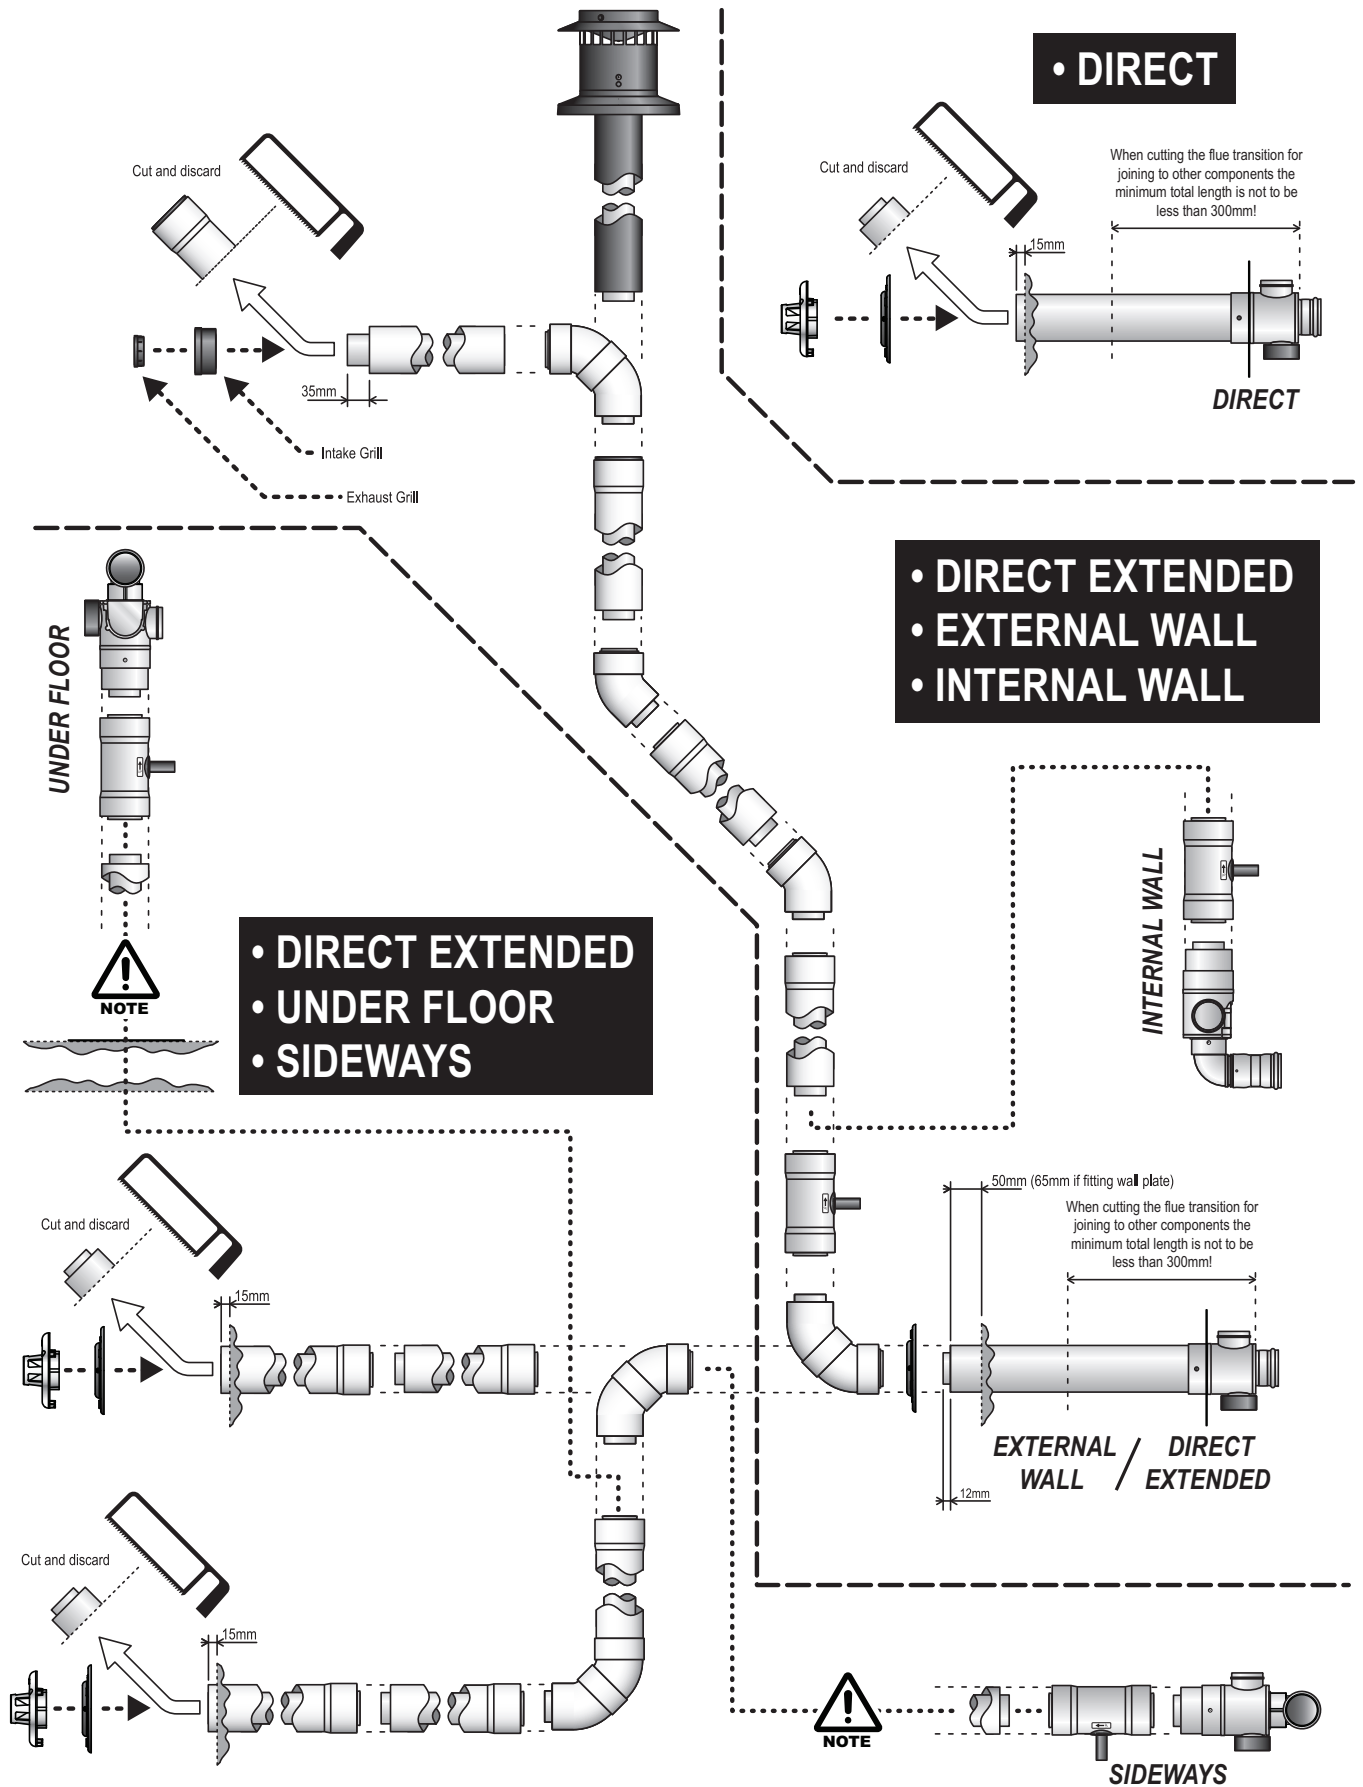 • DIRECT
Cut and discard
Cut and discard
When cutting the flue transition for
joining to other components the
minimum total length is not to be
less than 300mm!
15mm
35mm
DIRECT
Intake Grill
Exhaust Grill
UNDER FLOOR
• DIRECT EXTENDED
• EXTERNAL WALL
• INTERNAL WALL
INTERNAL WALL
• DIRECT EXTENDED
• UNDER FLOOR
• SIDEWAYS
NOTE
50mm (65mm if fitting wall plate)
When cutting the flue transition for
joining to other components the
minimum total length is not to be
less than 300mm!
Cut and discard
15mm
EXTERNAL
WALL
/
DIRECT
EXTENDED
12mm
Cut and discard
15mm
NOTE
SIDEWAYS